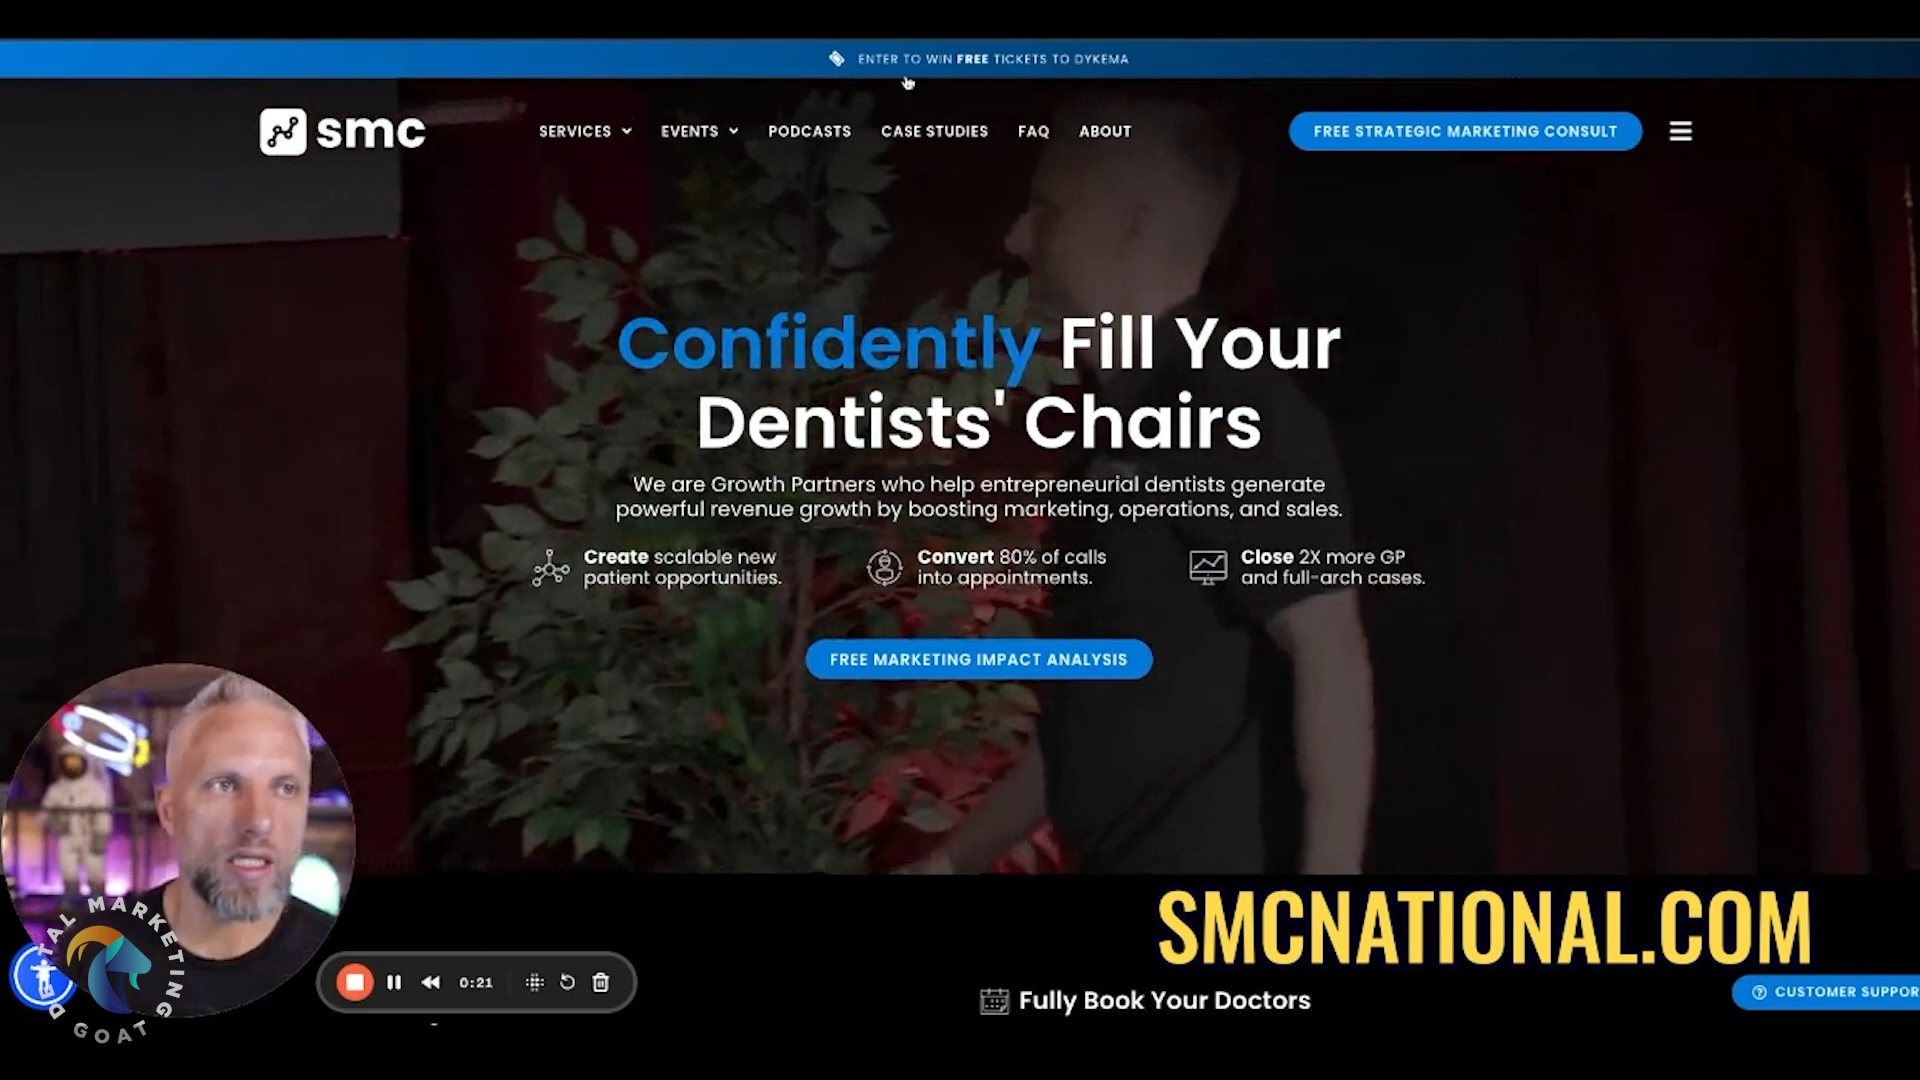 ENTER TO WIN FREE TICKETS TO DYKEMA
smc
SERVICES
EVENTS
PODCASTS
CASE STUDIES
FAQ
ABOUT
FREE STRATEGIC MARKETING CONSULT
Confidently Fill Your
Dentists' Chairs
We are Growth Partners who help entrepreneurial dentists generate
powerful revenue growth by boosting marketing, operations, and sales.
Create scalable new
patient opportunities.
Convert 80% of calls
into appointments.
Close 2X more GP
and full-arch cases.
FREE MARKETING IMPACT ANALYSIS
SMCNATIONAL.COM
DIGITAL MARKETING
GOAT
0:21
Fully Book Your Doctors
CUSTOMER SUPPOR